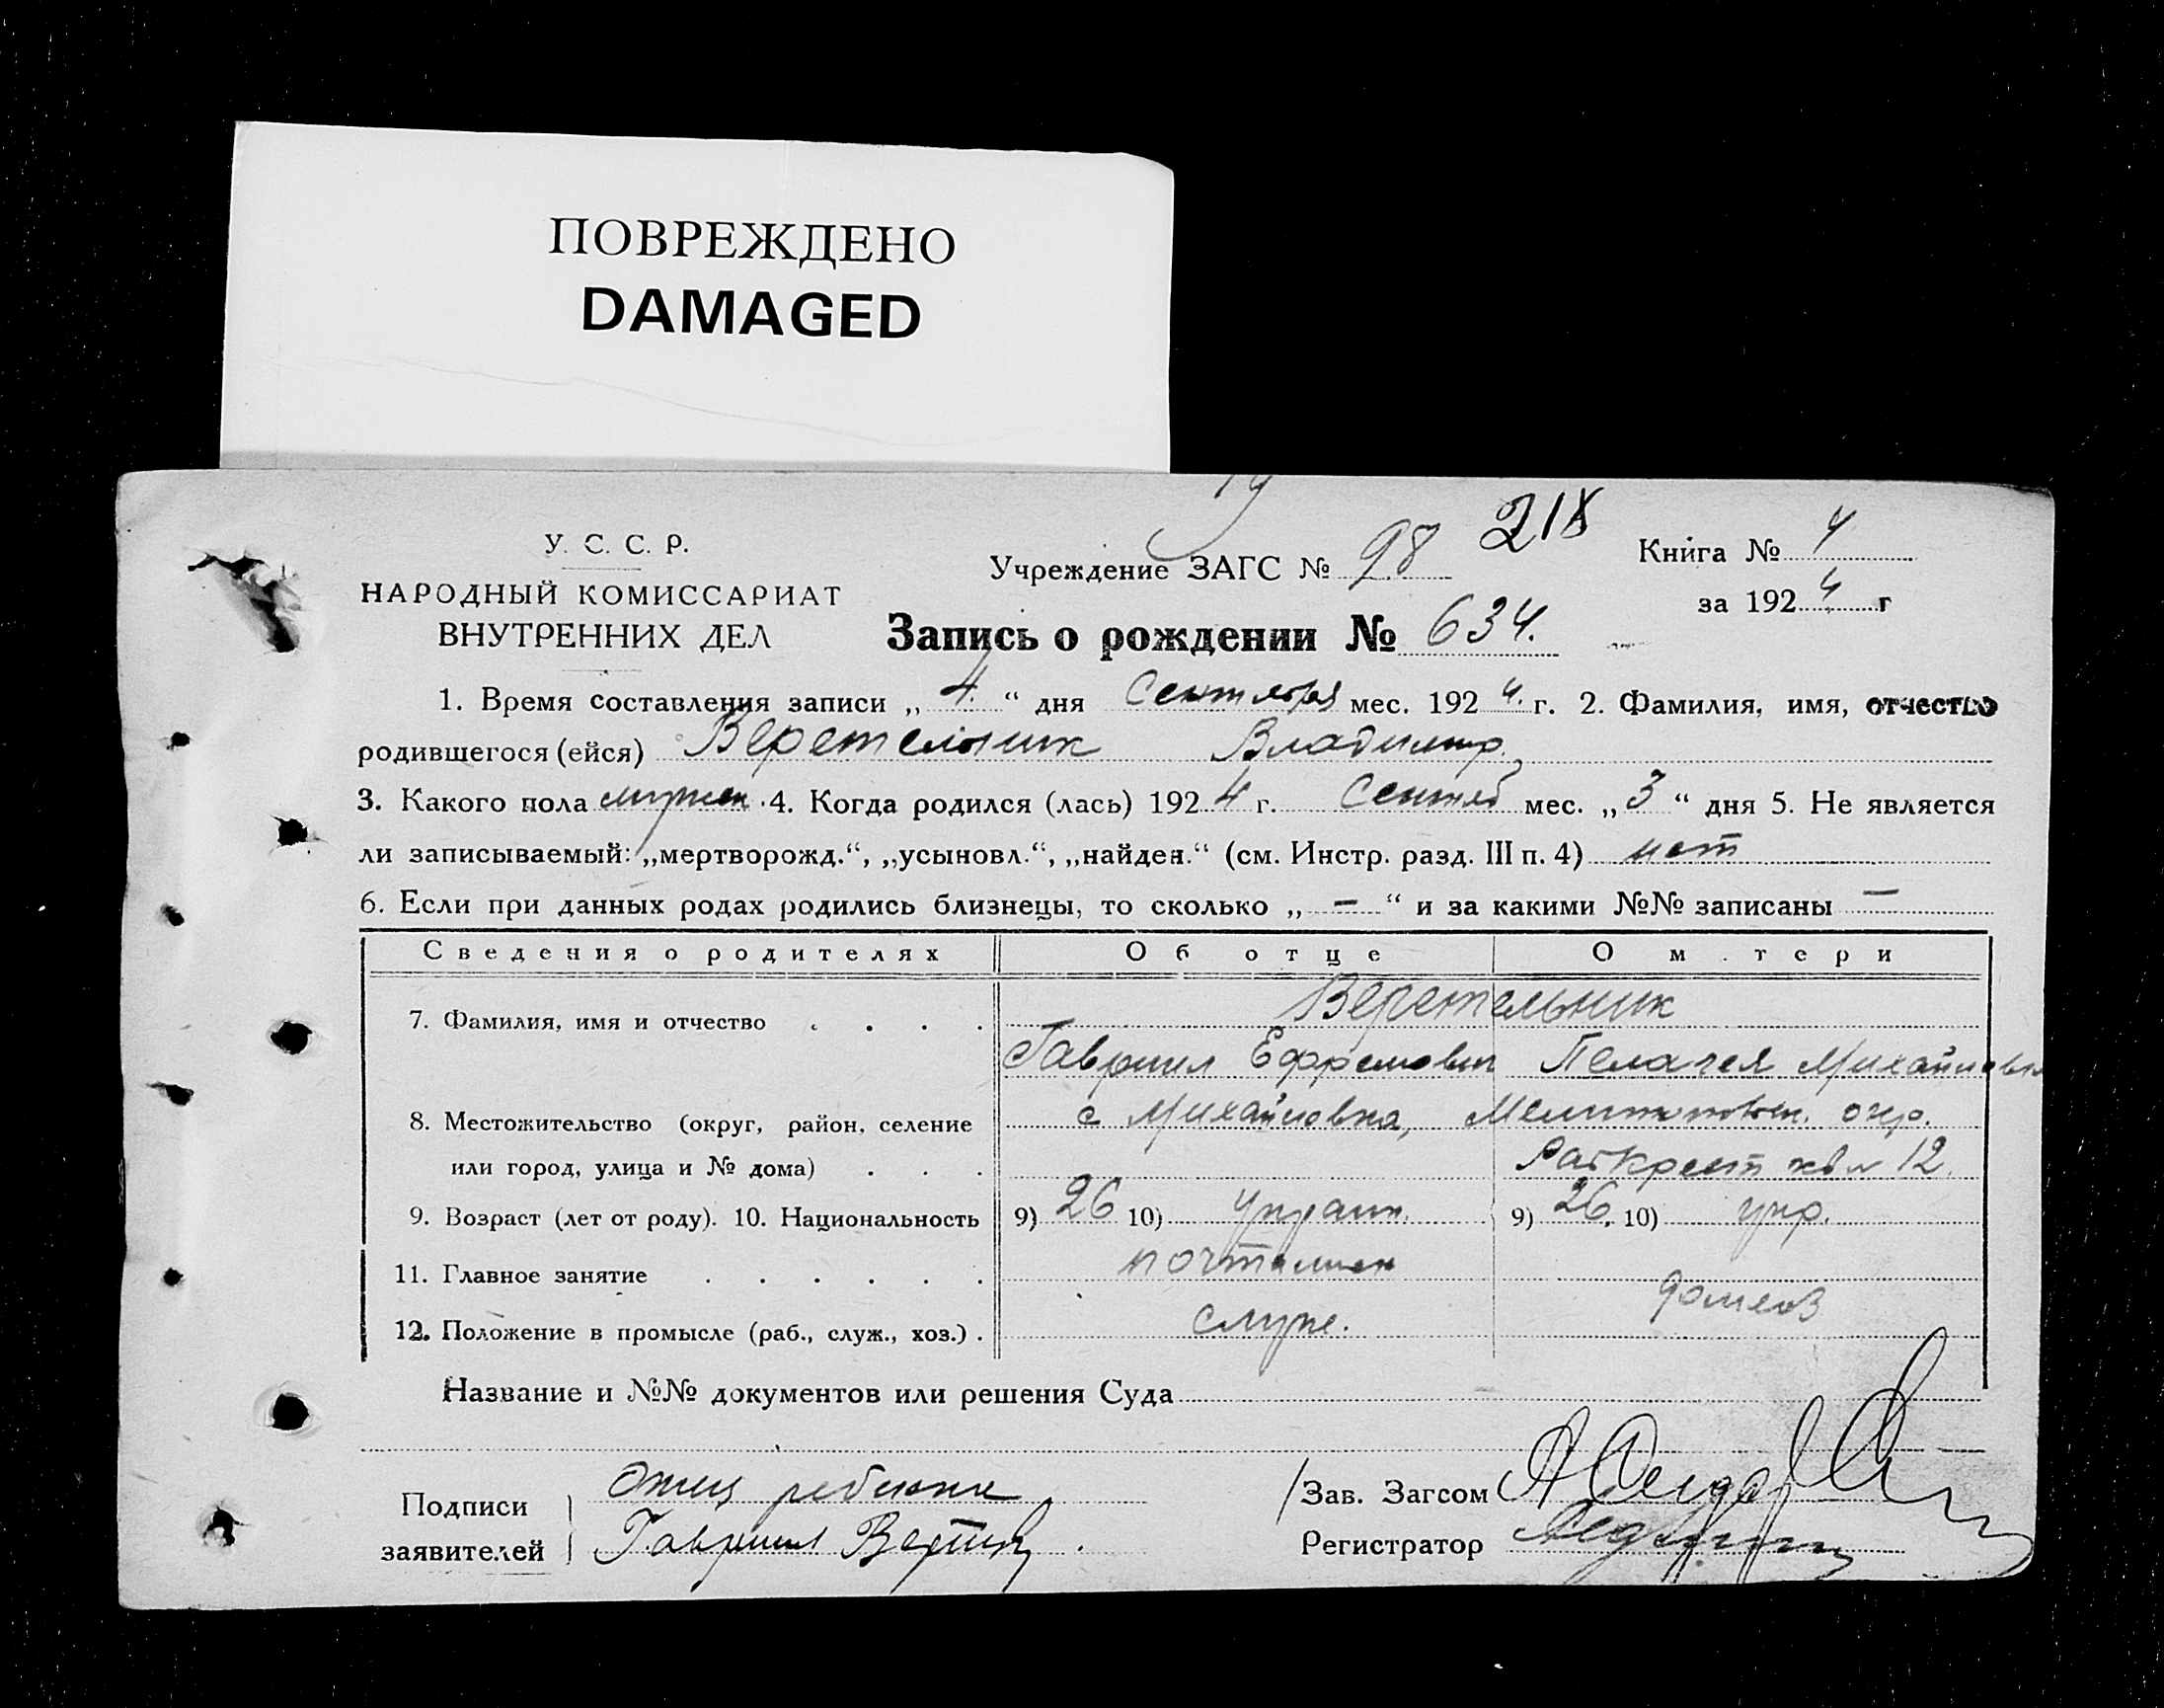 ПОВРЕЖДЕНО
DAMAGED
У. С. С. Р.
НАРОДНЫЙ КОМИССАРИАТ
ВНУТРЕННИХ ДЕЛ
Учреждение ЗАГС № 98 218
Книга № 4
за 1924 г
Запись о рождении № 634.
1. Время составления записи „4.“ дня Сентября мес. 1924. г. 2. Фамилия, имя, отчество
родившегося (ейся) Веретельник Владимир.
3. Какого пола мужск. 4. Когда родился (лась) 1924 г. Сентяб мес. „3“ дня 5. Не является
ли записываемый: „мертворожд.“, „усыновл.“, „найден.“ (см. Инстр. разд. III п. 4) нет
6. Если при данных родах родились близнецы, то сколько „ — “ и за какими №№ записаны —
Сведения о родителях Об отце О м.тери
7. Фамилия, имя и отчество . . . . Веретельник
Гавриил Ефремович Пелагея Михайловна
8. Местожительство (округ, район, селение с Михайловка, Мелитопольск. окр.
или город, улица и № дома) . . . 12.
9. Возраст (лет от роду). 10. Национальность 9) 26 10) Украин. 9) 26. 10) укр.
11. Главное занятие . . . . . . почтальон
домхоз
12. Положение в промысле (раб., служ., хоз.) . служ.
Название и №№ документов или решения Суда
Подписи
заявителей
Отец ребенка
Гавриил
Зав. Загсом
Регистратор